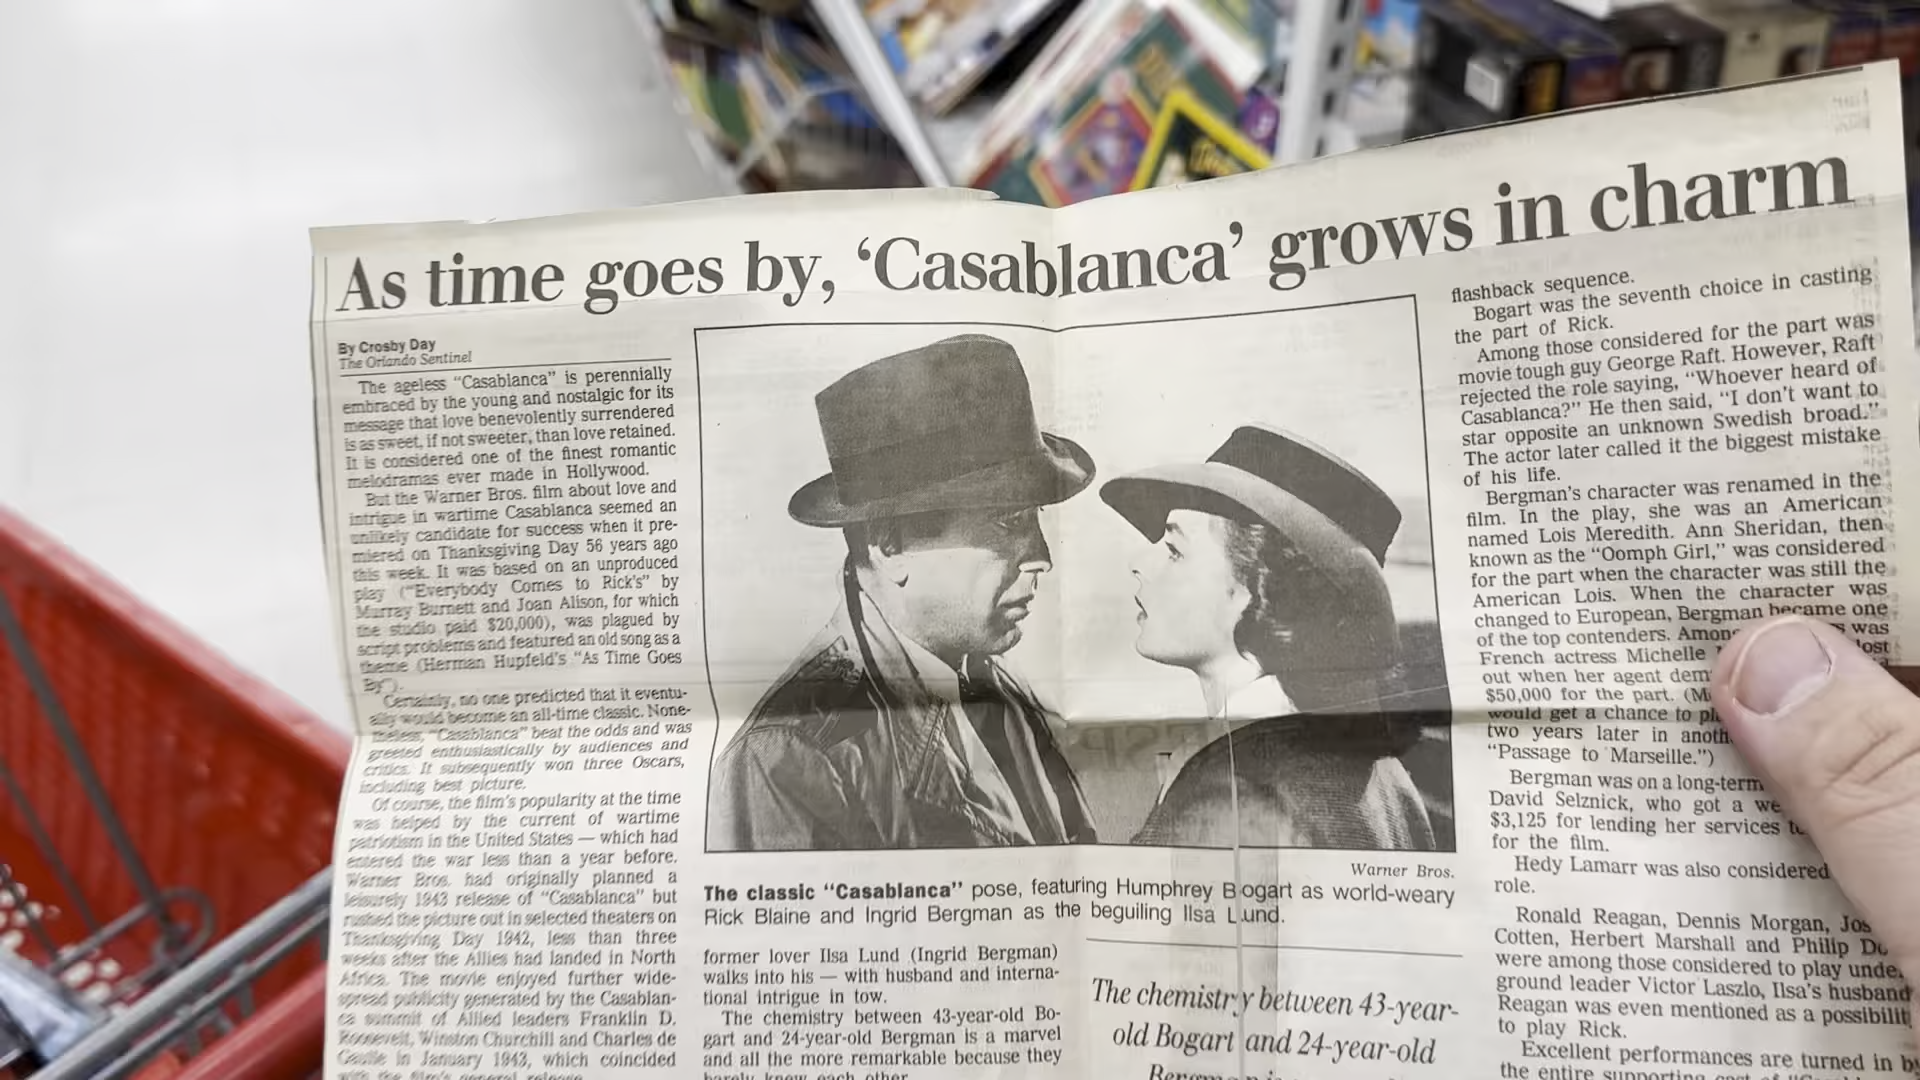 As time goes by, ‘Casablanca’ grows in charm
By Crosby Day
The Orlando Sentinel
The ageless “Casablanca” is perennially
embraced by the young and nostalgic for its
message that love benevolently surrendered
is as sweet, if not sweeter, than love retained.
It is considered one of the finest romantic
melodramas ever made in Hollywood.
But the Warner Bros. film about love and
intrigue in wartime Casablanca seemed an
unlikely candidate for success when it pre-
miered on Thanksgiving Day 56 years ago
this week. It was based on an unproduced
play (“Everybody Comes to Rick's” by
Murray Burnett and Joan Alison, for which
the studio paid $20,000), was plagued by
script problems and featured an old song as a
theme (Herman Hupfeld's “As Time Goes
By”).
Certainly, no one predicted that it eventu-
ally would become an all-time classic. None-
theless, “Casablanca” beat the odds and was
greeted enthusiastically by audiences and
critics. It subsequently won three Oscars,
including best picture.
Of course, the film's popularity at the time
was helped by the current of wartime
patriotism in the United States — which had
entered the war less than a year before.
Warner Bros. had originally planned a
leisurely 1943 release of “Casablanca” but
rushed the picture out in selected theaters on
Thanksgiving Day 1942, less than three
weeks after the Allies had landed in North
Africa. The movie enjoyed further wide-
spread publicity generated by the Casablan-
ca summit of Allied leaders Franklin D.
Roosevelt, Winston Churchill and Charles de
Gaulle in January 1943, which coincided
with the film's general release.
Warner Bros.
The classic “Casablanca” pose, featuring Humphrey Bogart as world-weary
Rick Blaine and Ingrid Bergman as the beguiling Ilsa Lund.
former lover Ilsa Lund (Ingrid Bergman)
walks into his — with husband and interna-
tional intrigue in tow.
The chemistry between 43-year-old Bo-
gart and 24-year-old Bergman is a marvel
and all the more remarkable because they
barely knew each other.
The chemistry between 43-year-
old Bogart and 24-year-old
flashback sequence.
Bogart was the seventh choice in casting
the part of Rick.
Among those considered for the part was
movie tough guy George Raft. However, Raft
rejected the role saying, “Whoever heard of
Casablanca?” He then said, “I don't want to
star opposite an unknown Swedish broad.”
The actor later called it the biggest mistake
of his life.
Bergman's character was renamed in the
film. In the play, she was an American
named Lois Meredith. Ann Sheridan, then
known as the “Oomph Girl,” was considered
for the part when the character was still the
American Lois. When the character was
changed to European, Bergman became one
of the top contenders. was
French actress Michelle lost
out when her agent
$50,000 for the part.
would get a chance to
two years later in
“Passage to Marseille.”)
Bergman was on a long-term
David Selznick, who got a
$3,125 for lending her services
for the film.
Hedy Lamarr was also considered
role.
Ronald Reagan, Dennis Morgan,
Cotten, Herbert Marshall and Philip
were among those considered to play
ground leader Victor Laszlo, Ilsa's husband
Reagan was even mentioned as a
to play Rick.
Excellent performances are turned in
the entire supporting cast of